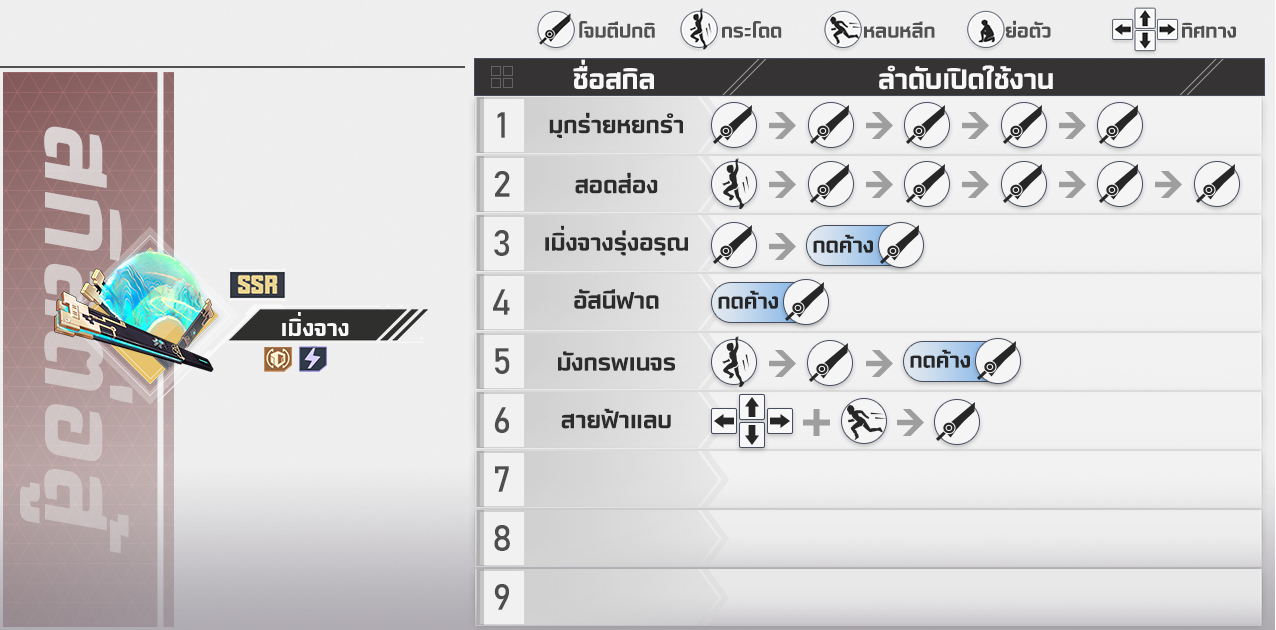 โจมตีปกติ กระโดด หลบหลีก ย่อตัว ทิศทาง
ชื่อสกิล ลำดับเปิดใช้งาน
สกิลต่อสู้
SSR
เมิ่งจาง
1 มุกร่ายหยกรำ
2 สอดส่อง
3 เมิ่งจางรุ่งอรุณ กดค้าง
4 อัสนีฟาด กดค้าง
5 มังกรพเนจร กดค้าง
6 สายฟ้าแลบ
7
8
9